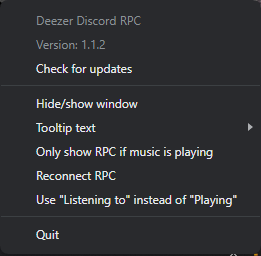 Deezer Discord RPC
Version: 1.1.2
Check for updates
Hide/show window
Tooltip text
Only show RPC if music is playing
Reconnect RPC
Use "Listening to" instead of "Playing"
Quit